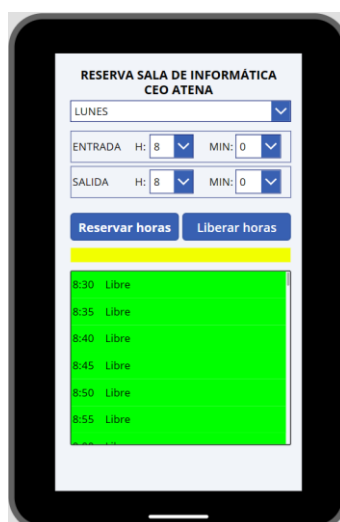 RESERVA SALA DE INFORMÁTICA
CEO ATENA
LUNES
ENTRADA H: 8 MIN: 0
SALIDA H: 8 MIN: 0
Reservar horas Liberar horas
8:30 Libre
8:35 Libre
8:40 Libre
8:45 Libre
8:50 Libre
8:55 Libre